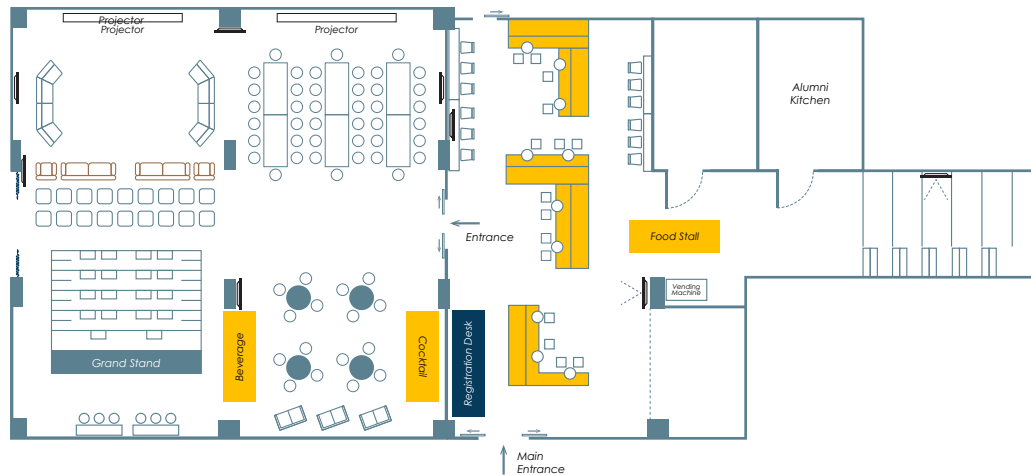 Projector
Projector
Projector
Alumni
Kitchen
Entrance
Food Stall
Vending
Machine
Beverage
Cocktail
Registration Desk
Grand Stand
Main
Entrance